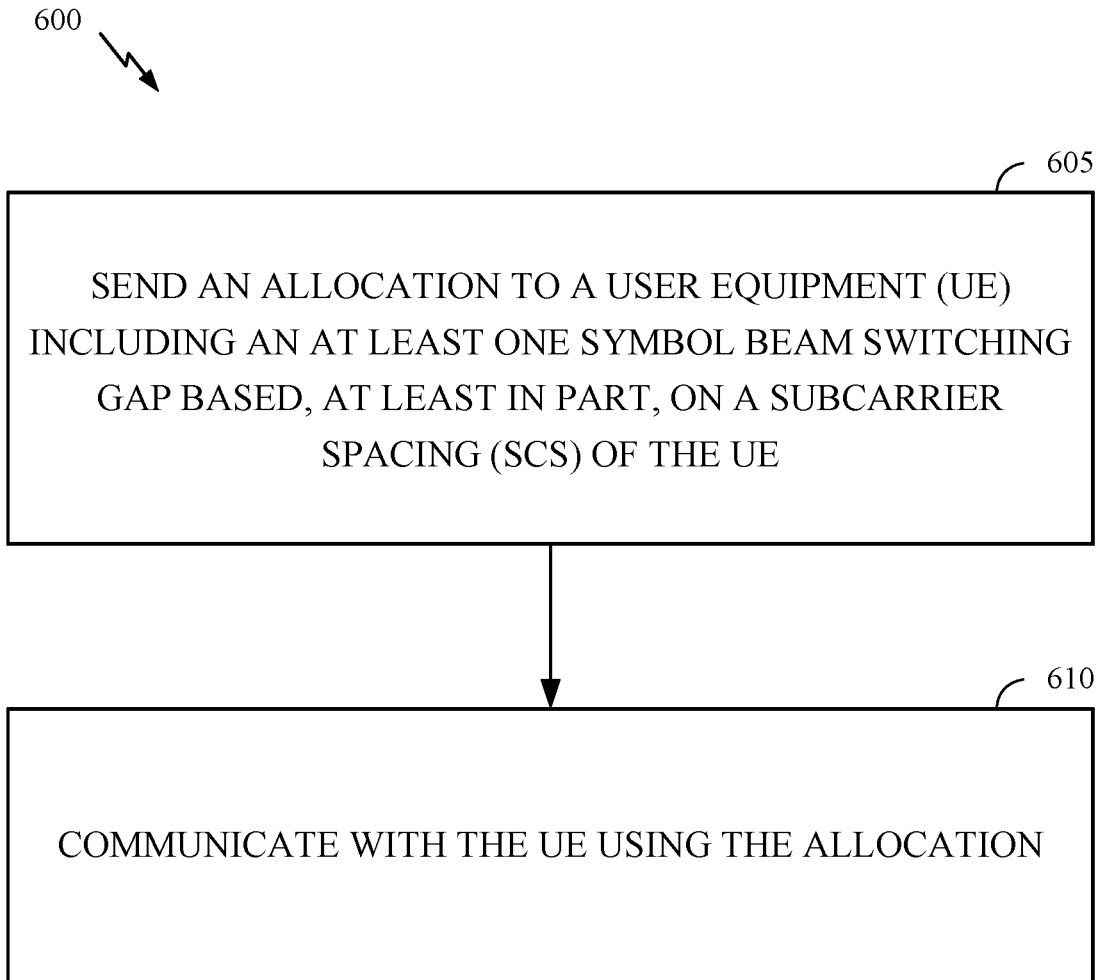 600
605
SEND AN ALLOCATION TO A USER EQUIPMENT (UE)
INCLUDING AN AT LEAST ONE SYMBOL BEAM SWITCHING
GAP BASED, AT LEAST IN PART, ON A SUBCARRIER
SPACING (SCS) OF THE UE
610
COMMUNICATE WITH THE UE USING THE ALLOCATION